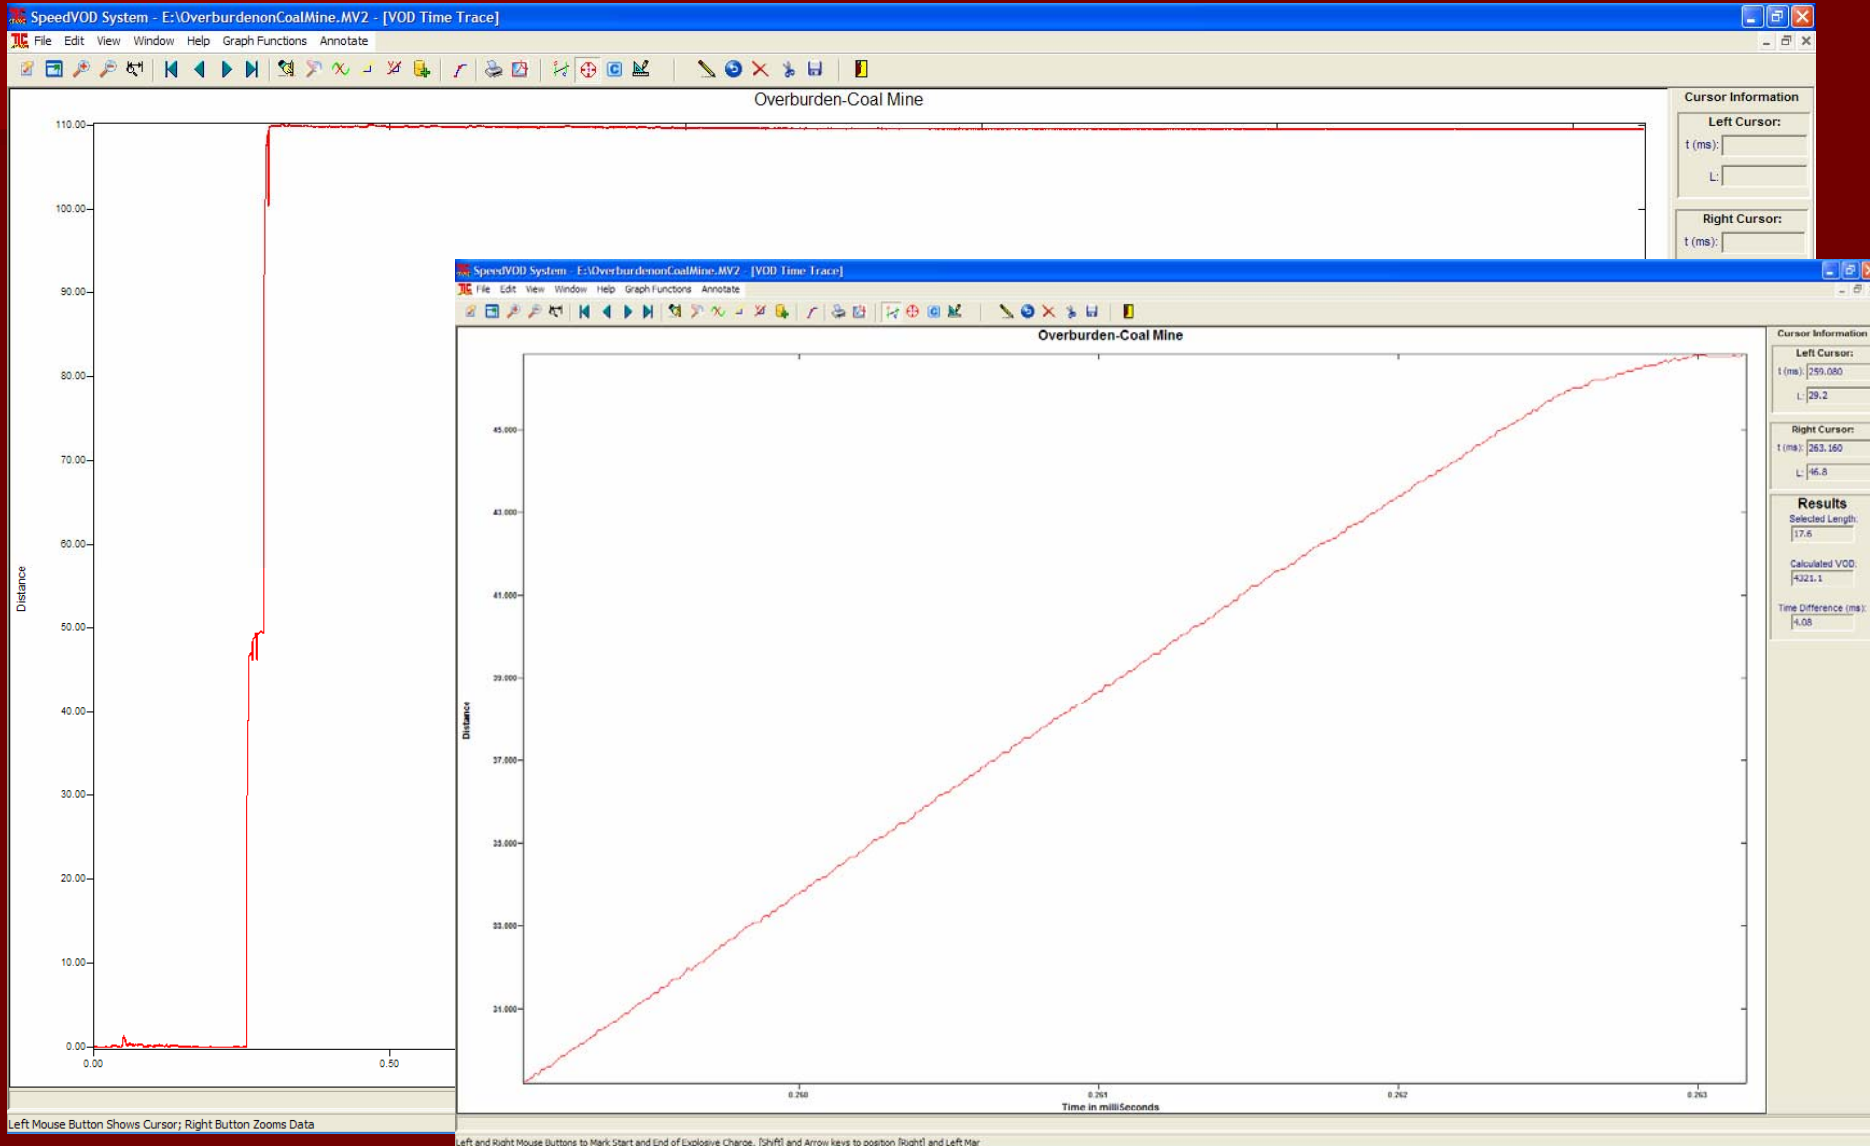 SpeedVOD System - E:\OverburdenonCoalMine.MV2 - [VOD Time Trace]
File Edit View Window Help Graph Functions Annotate
Overburden-Coal Mine
Cursor Information
Left Cursor:
t (ms):
L:
Right Cursor:
t (ms):
110.00
100.00
90.00
80.00
70.00
60.00
50.00
40.00
30.00
20.00
10.00
0.00
Distance
0.00
0.50
Left Mouse Button Shows Cursor; Right Button Zooms Data
SpeedVOD System - E:\OverburdenonCoalMine.MV2 - [VOD Time Trace]
File Edit View Window Help Graph Functions Annotate
Overburden-Coal Mine
45.000
43.000
41.000
39.000
37.000
35.000
33.000
31.000
Distance
0.260
0.261
0.262
0.263
Time in milliSeconds
Cursor Information
Left Cursor:
t (ms): 259.080
L: 29.2
Right Cursor:
t (ms): 263.160
L: 46.8
Results
Selected Length:
17.6
Calculated VOD:
4321.1
Time Difference (ms):
4.08
Left and Right Mouse Buttons to Mark Start and End of Explosive Charge. [Shift] and Arrow keys to position [Right] and Left Mar